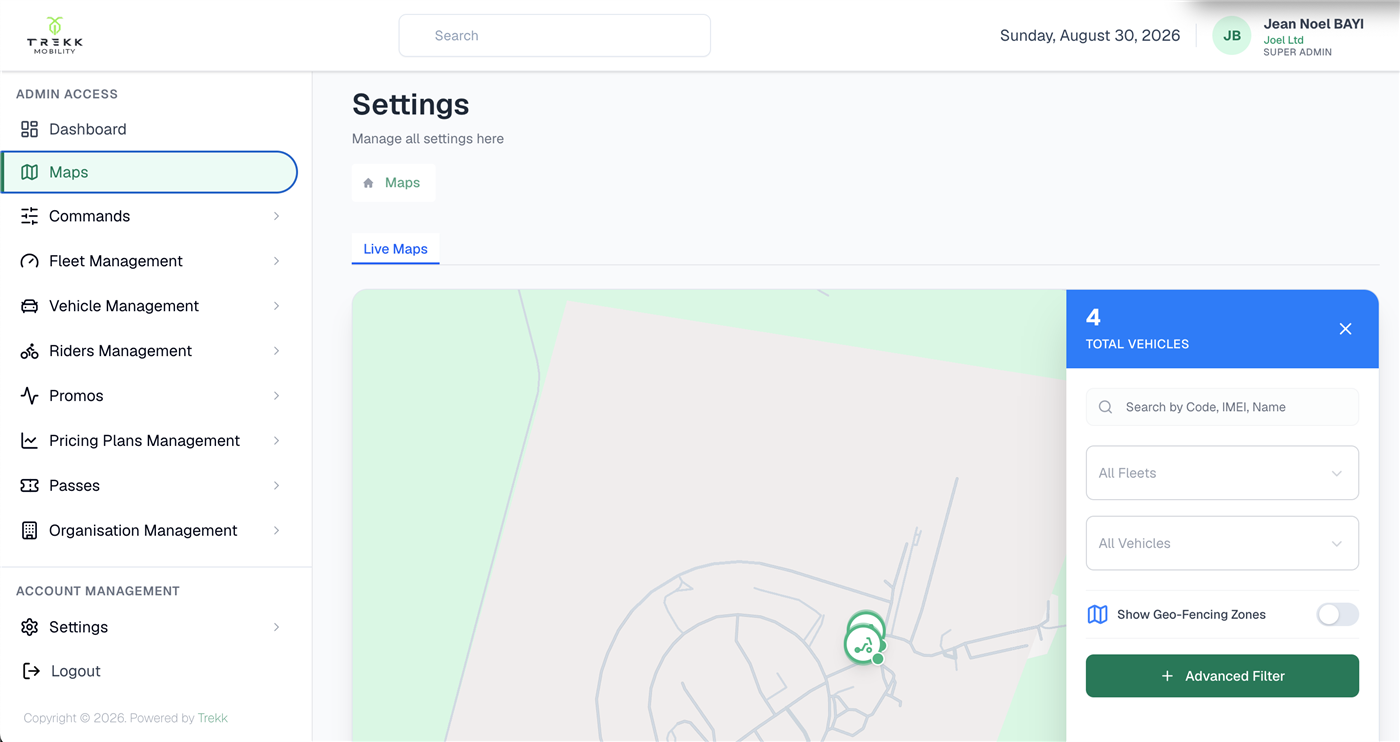 TREKK
MOBILITY
Search
Sunday, August 30, 2026
JB
Jean Noel BAYI
Joel Ltd
SUPER ADMIN
ADMIN ACCESS
Dashboard
Maps
Commands
Fleet Management
Vehicle Management
Riders Management
Promos
Pricing Plans Management
Passes
Organisation Management
ACCOUNT MANAGEMENT
Settings
Logout
Copyright © 2026. Powered by Trekk
Settings
Manage all settings here
Maps
Live Maps
4
TOTAL VEHICLES
Search by Code, IMEI, Name
All Fleets
All Vehicles
Show Geo-Fencing Zones
Advanced Filter